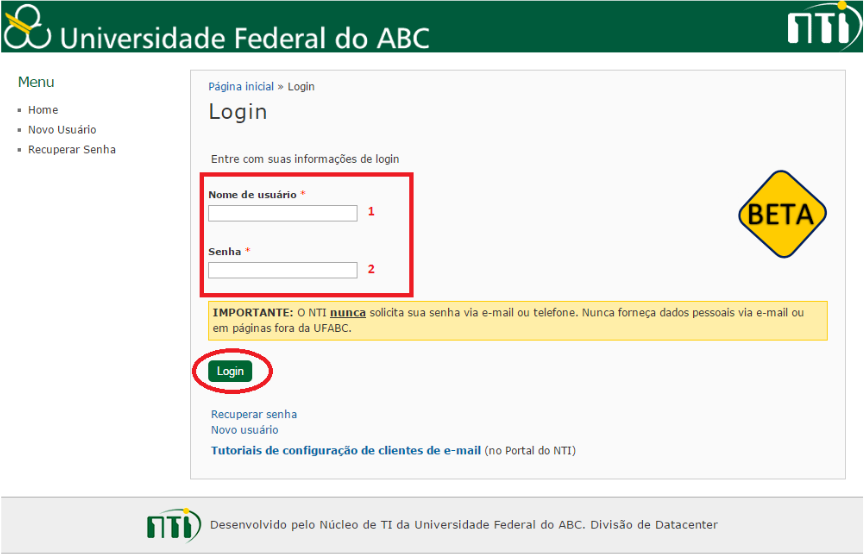 Universidade Federal do ABC
NTi
Menu
Home
Novo Usuário
Recuperar Senha
Página inicial » Login
Login
Entre com suas informações de login
Nome de usuário *
1
Senha *
2
BETA
IMPORTANTE: O NTI nunca solicita sua senha via e-mail ou telefone. Nunca forneça dados pessoais via e-mail ou
em páginas fora da UFABC.
Login
Recuperar senha
Novo usuário
Tutoriais de configuração de clientes de e-mail (no Portal do NTI)
NTi
Desenvolvido pelo Núcleo de TI da Universidade Federal do ABC. Divisão de Datacenter